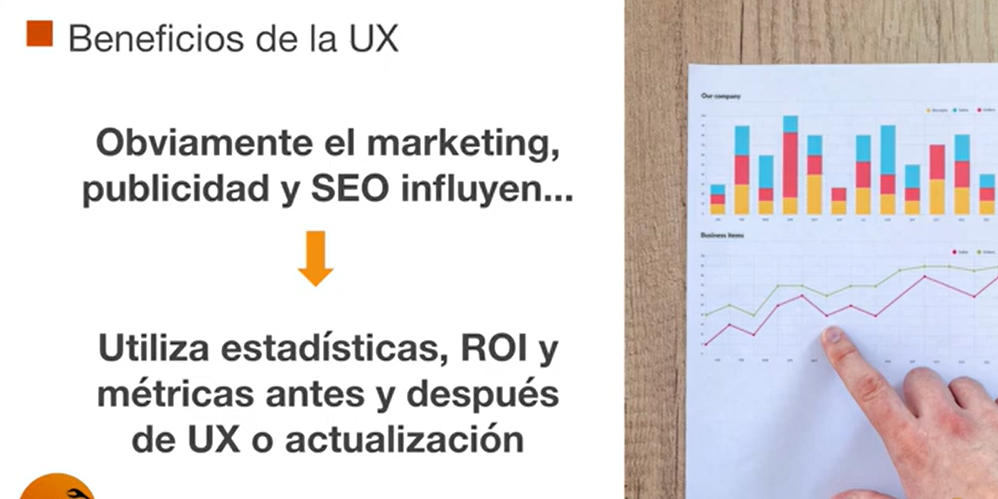 Beneficios de la UX
Obviamente el marketing,
publicidad y SEO influyen...
Utiliza estadísticas, ROI y
métricas antes y después
de UX o actualización
Our company
Business items